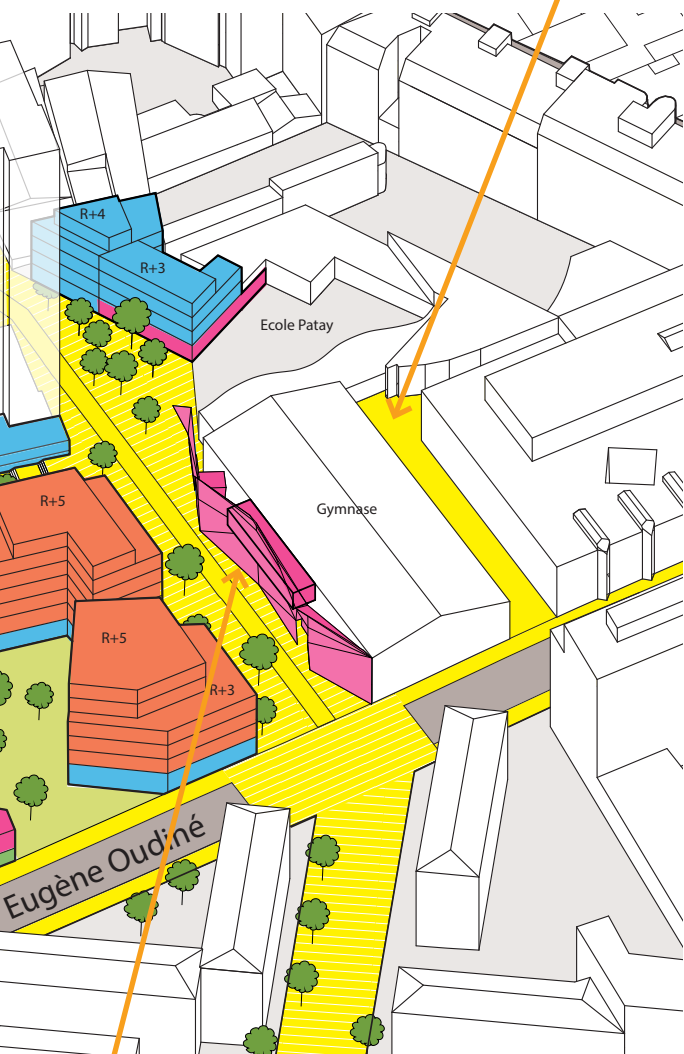 R+4
R+3
Ecole Patay
R+5
Gymnase
R+5
R+3
Eugène Oudiné